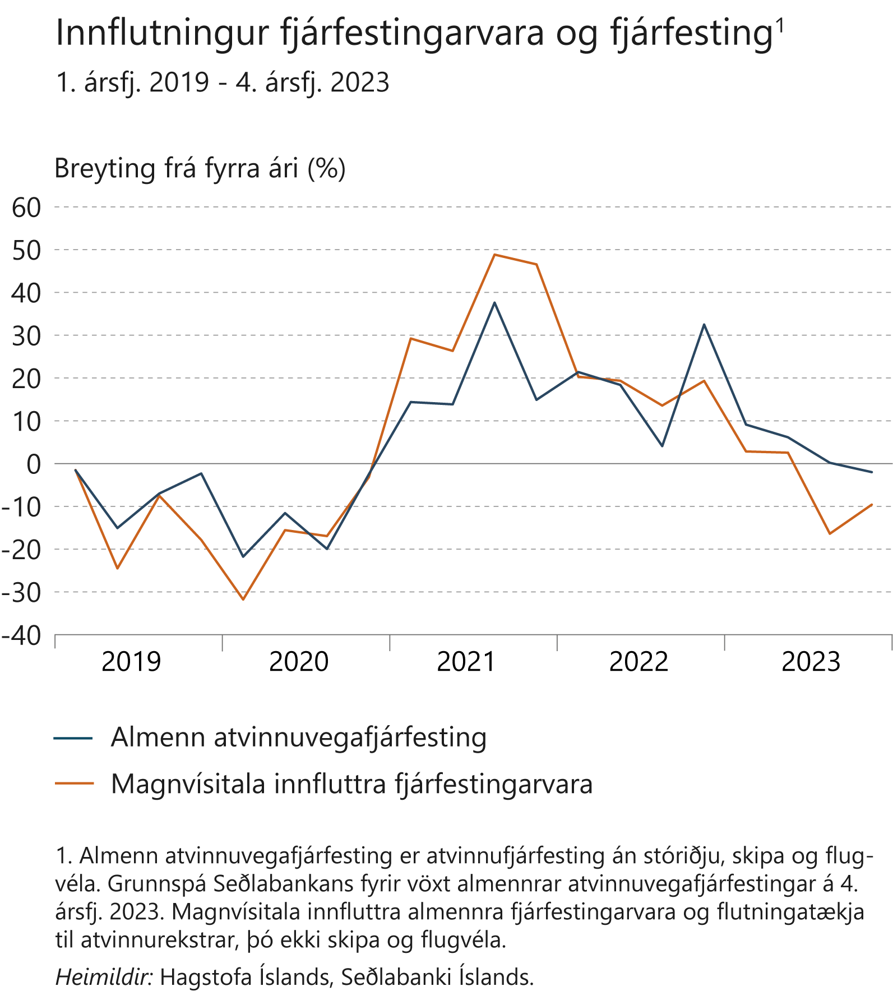 Innflutningur fjárfestingarvara og fjárfesting¹
1. ársfj. 2019 - 4. ársfj. 2023
Breyting frá fyrra ári (%)
60
50
40
30
20
10
0
-10
-20
-30
-40
2019 2020 2021 2022 2023
Almenn atvinnuvegafjárfesting
Magnvísitala innfluttra fjárfestingarvara
1. Almenn atvinnuvegafjárfesting er atvinnufjárfesting án stóriðju, skipa og flug-
véla. Grunnspá Seðlabankans fyrir vöxt almennrar atvinnuvegafjárfestingar á 4.
ársfj. 2023. Magnvísitala innfluttra almennra fjárfestingarvara og flutningatækja
til atvinnurekstrar, þó ekki skipa og flugvéla.
Heimildir: Hagstofa Íslands, Seðlabanki Íslands.